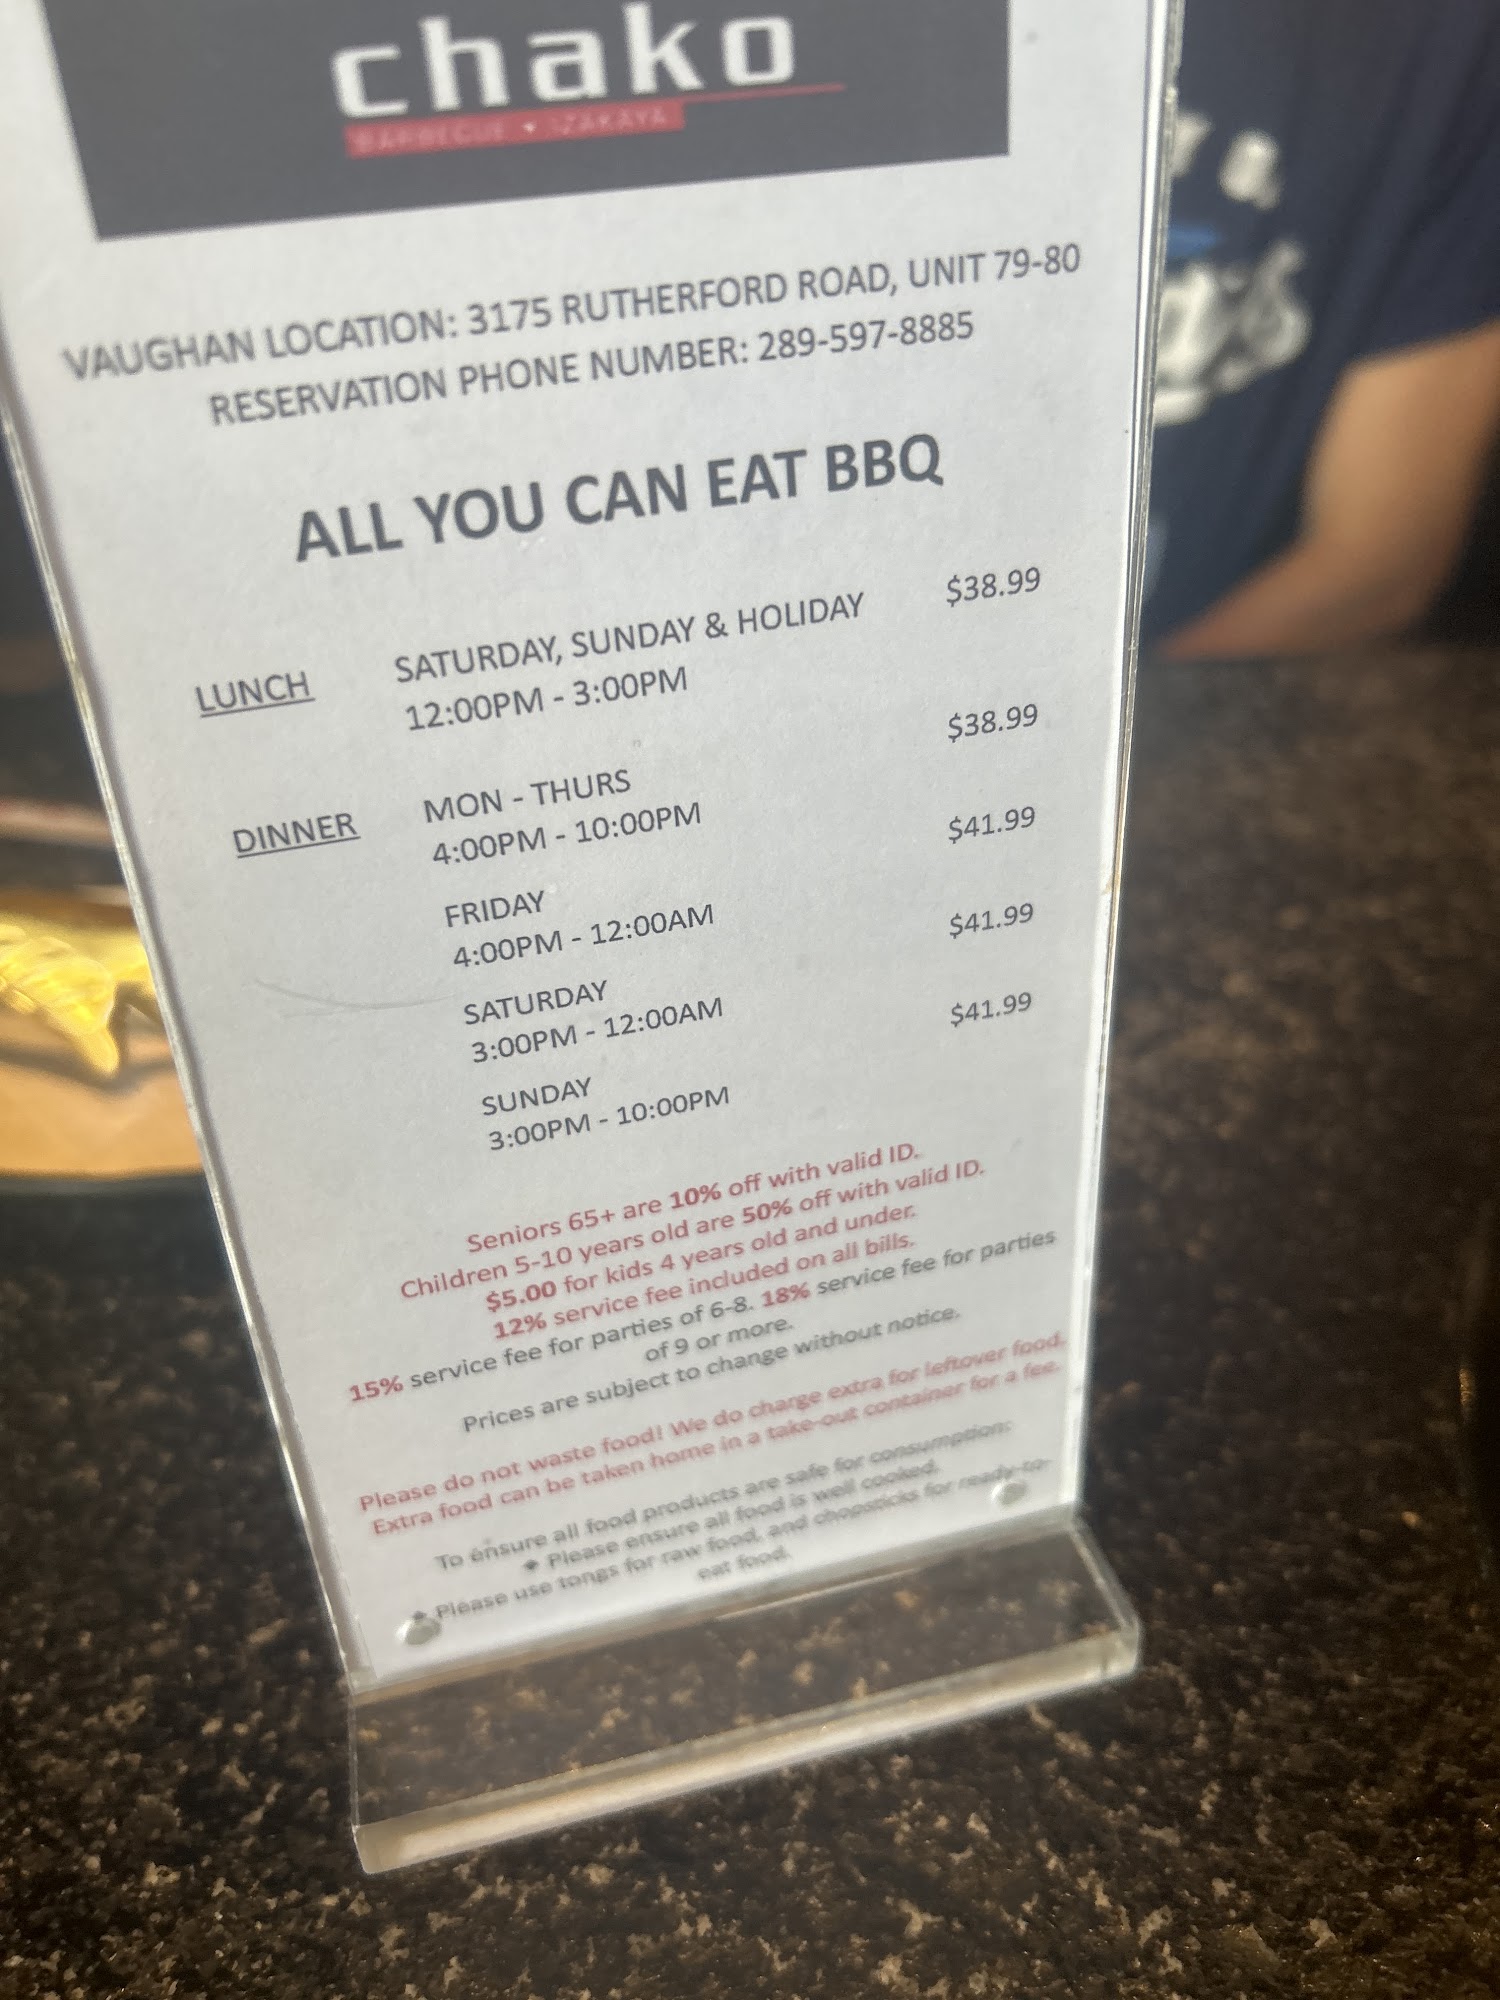 chako
BARBECUE • IZAKAYA
VAUGHAN LOCATION: 3175 RUTHERFORD ROAD, UNIT 79-80
RESERVATION PHONE NUMBER: 289-597-8885
ALL YOU CAN EAT BBQ
LUNCH SATURDAY, SUNDAY & HOLIDAY $38.99
12:00PM - 3:00PM
DINNER MON - THURS $38.99
4:00PM - 10:00PM
FRIDAY $41.99
4:00PM - 12:00AM
SATURDAY $41.99
3:00PM - 12:00AM
SUNDAY $41.99
3:00PM - 10:00PM
Seniors 65+ are 10% off with valid ID.
Children 5-10 years old are 50% off with valid ID.
$5.00 for kids 4 years old and under.
12% service fee included on all bills.
15% service fee for parties of 6-8. 18% service fee for parties
of 9 or more.
Prices are subject to change without notice.
Please do not waste food! We do charge extra for leftover food.
Extra food can be taken home in a take-out container for a fee.
To ensure all food products are safe for consumption:
◆ Please ensure all food is well cooked.
◆ Please use tongs for raw food, and chopsticks for ready-to-
eat food.